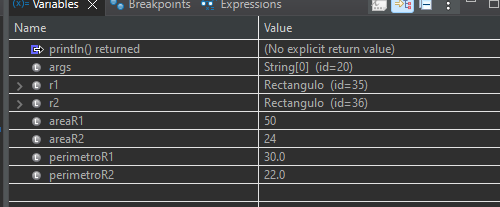 (x)= Variables Breakpoints Expressions
Name Value
println() returned (No explicit return value)
args String[0] (id=20)
r1 Rectangulo (id=35)
r2 Rectangulo (id=36)
areaR1 50
areaR2 24
perimetroR1 30.0
perimetroR2 22.0